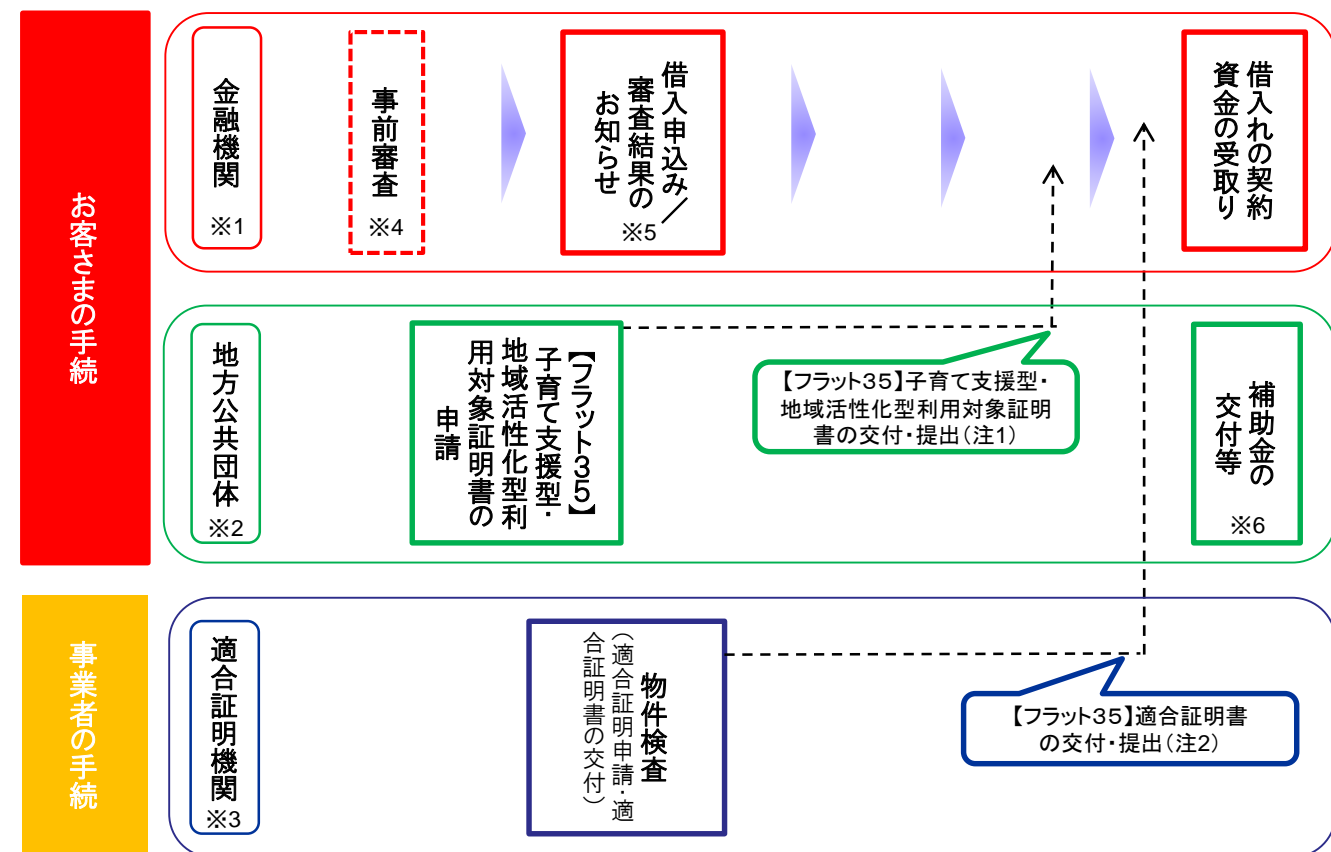 お客さまの手続
金融機関
※1
事前審査
※4
借入申込み／
審査結果の
お知らせ
※5
借入れの契約
資金の受取り
地方公共団体
※2
【フラット35】
子育て支援型・
地域活性化型利
用対象証明書の
申請
【フラット35】子育て支援型・
地域活性化型利用対象証明
書の交付・提出(注1)
補助金の
交付等
※6
事業者の手続
適合証明機関
※3
物件検査
(適合証明申請・適
合証明書の交付)
【フラット35】適合証明書
の交付・提出(注2)